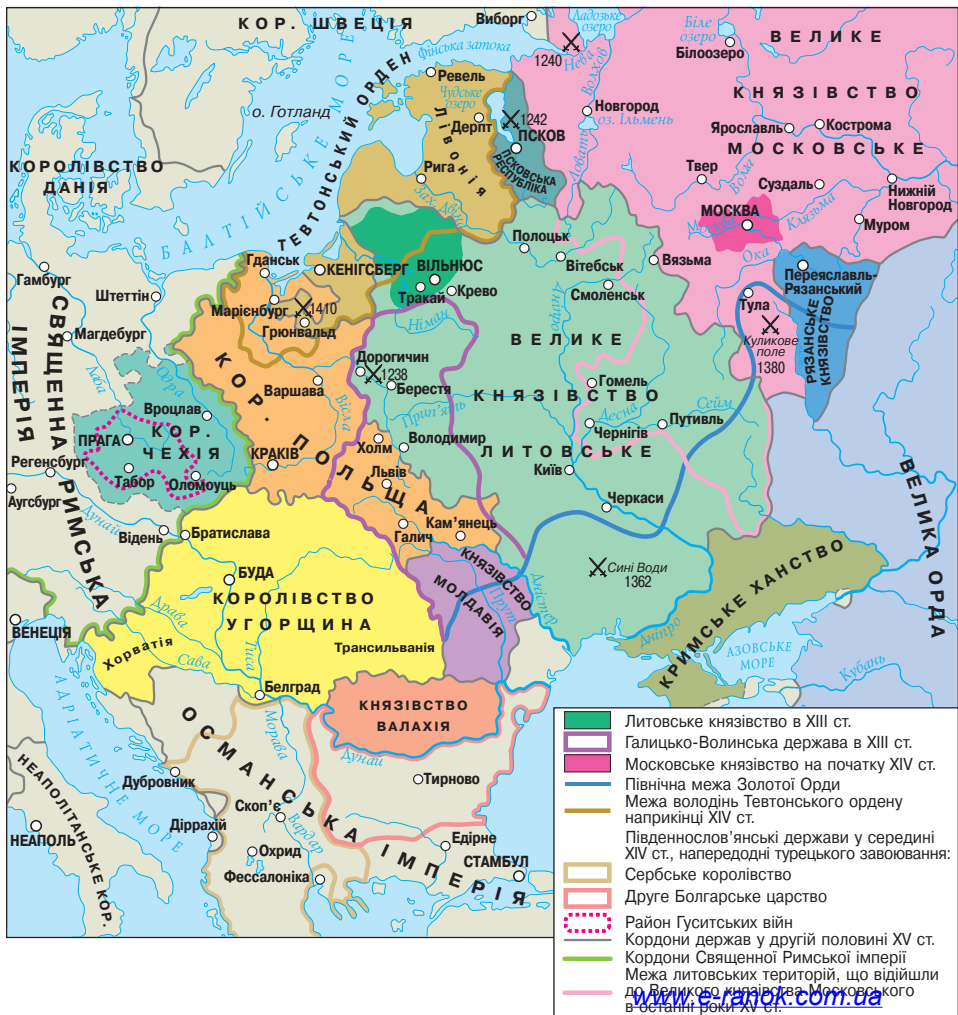 КОР. ШВЕЦІЯ
Виборг
Ладозьке
озеро
Біле
озеро
Білоозеро
ВЕЛИКЕ
КНЯЗІВСТВО
МОСКОВСЬКЕ
1240
Нева
Волхов
Фінська затока
Ревель
Чудське
озеро
Дерпт
1242
ПСКОВ
ПСКОВСЬКА
РЕСПУБЛІКА
Новгород
оз. Ільмень
Ловать
Ярославль
Кострома
Твер
Волга
Суздаль
Нижній
Новгород
МОСКВА
Москва
Клязьма
Муром
Ока
о. Готланд
БАЛТІЙСЬКЕ МОРЕ
ТЕВТОНСЬКИЙ ОРДЕН
Лівонія
Рига
Зах. Двіна
КОРОЛІВСТВО
ДАНІЯ
Полоцьк
Вітебськ
Вязьма
Переяславль-
Рязанський
РЯЗАНСЬКЕ
КНЯЗІВСТВО
Гамбург
Штеттін
Магдебург
Гданськ
КЕНІГСБЕРГ
ВІЛЬНЮС
Тракай
Крево
Смоленськ
Тула
Куликове
поле
1380
Марієнбург
1410
Грюнвальд
Німан
Дніпро
ВЕЛИКЕ
КНЯЗІВСТВО
ЛИТОВСЬКЕ
СВЯЩЕННА
РИМСЬКА
ІМПЕРІЯ
Лаба
Одра
Вроцлав
КОР.
ЧЕХІЯ
ПРАГА
Табор
Оломоуць
Регенсбург
Аугсбург
КОР. ПОЛЬЩА
Варшава
Вісла
КРАКІВ
Дорогичин
1238
Берестя
Прип'ять
Холм
Володимир
Львів
Галич
Кам'янець
Гомель
Десна
Сейм
Чернігів
Путивль
Київ
Черкаси
Сині Води
1362
Дунай
Відень
Братислава
БУДА
КОРОЛІВСТВО
УГОРЩИНА
Трансильванія
Драва
Сава
Тиса
Хорватія
Белград
КНЯЗІВСТВО
МОЛДАВІЯ
Прут
Дністер
Дніпро
КРИМСЬКЕ ХАНСТВО
АЗОВСЬКЕ
МОРЕ
Кубань
ВЕЛИКА ОРДА
ВЕНЕЦІЯ
АДРІАТИЧНЕ МОРЕ
НЕАПОЛІТАНСЬКЕ КОР.
НЕАПОЛЬ
КНЯЗІВСТВО
ВАЛАХІЯ
Дунай
Морава
ОСМАНСЬКА ІМПЕРІЯ
Дубровник
Скоп'є
Вардар
Діррахій
Охрид
Фессалоніка
Тирново
Едірне
СТАМБУЛ
Литовське князівство в XIII ст.
Галицько-Волинська держава в XIII ст.
Московське князівство на початку XIV ст.
Північна межа Золотої Орди
Межа володінь Тевтонського ордену
наприкінці XIV ст.
Південнослов'янські держави у середині
XIV ст., напередодні турецького завоювання:
Сербське королівство
Друге Болгарське царство
Район Гуситських війн
Кордони держав у другій половині XV ст.
Кордони Священної Римської імперії
Межа литовських територій, що відійшли
до Великого князівства Московського
в останні роки XV ст.
www.e-ranok.com.ua